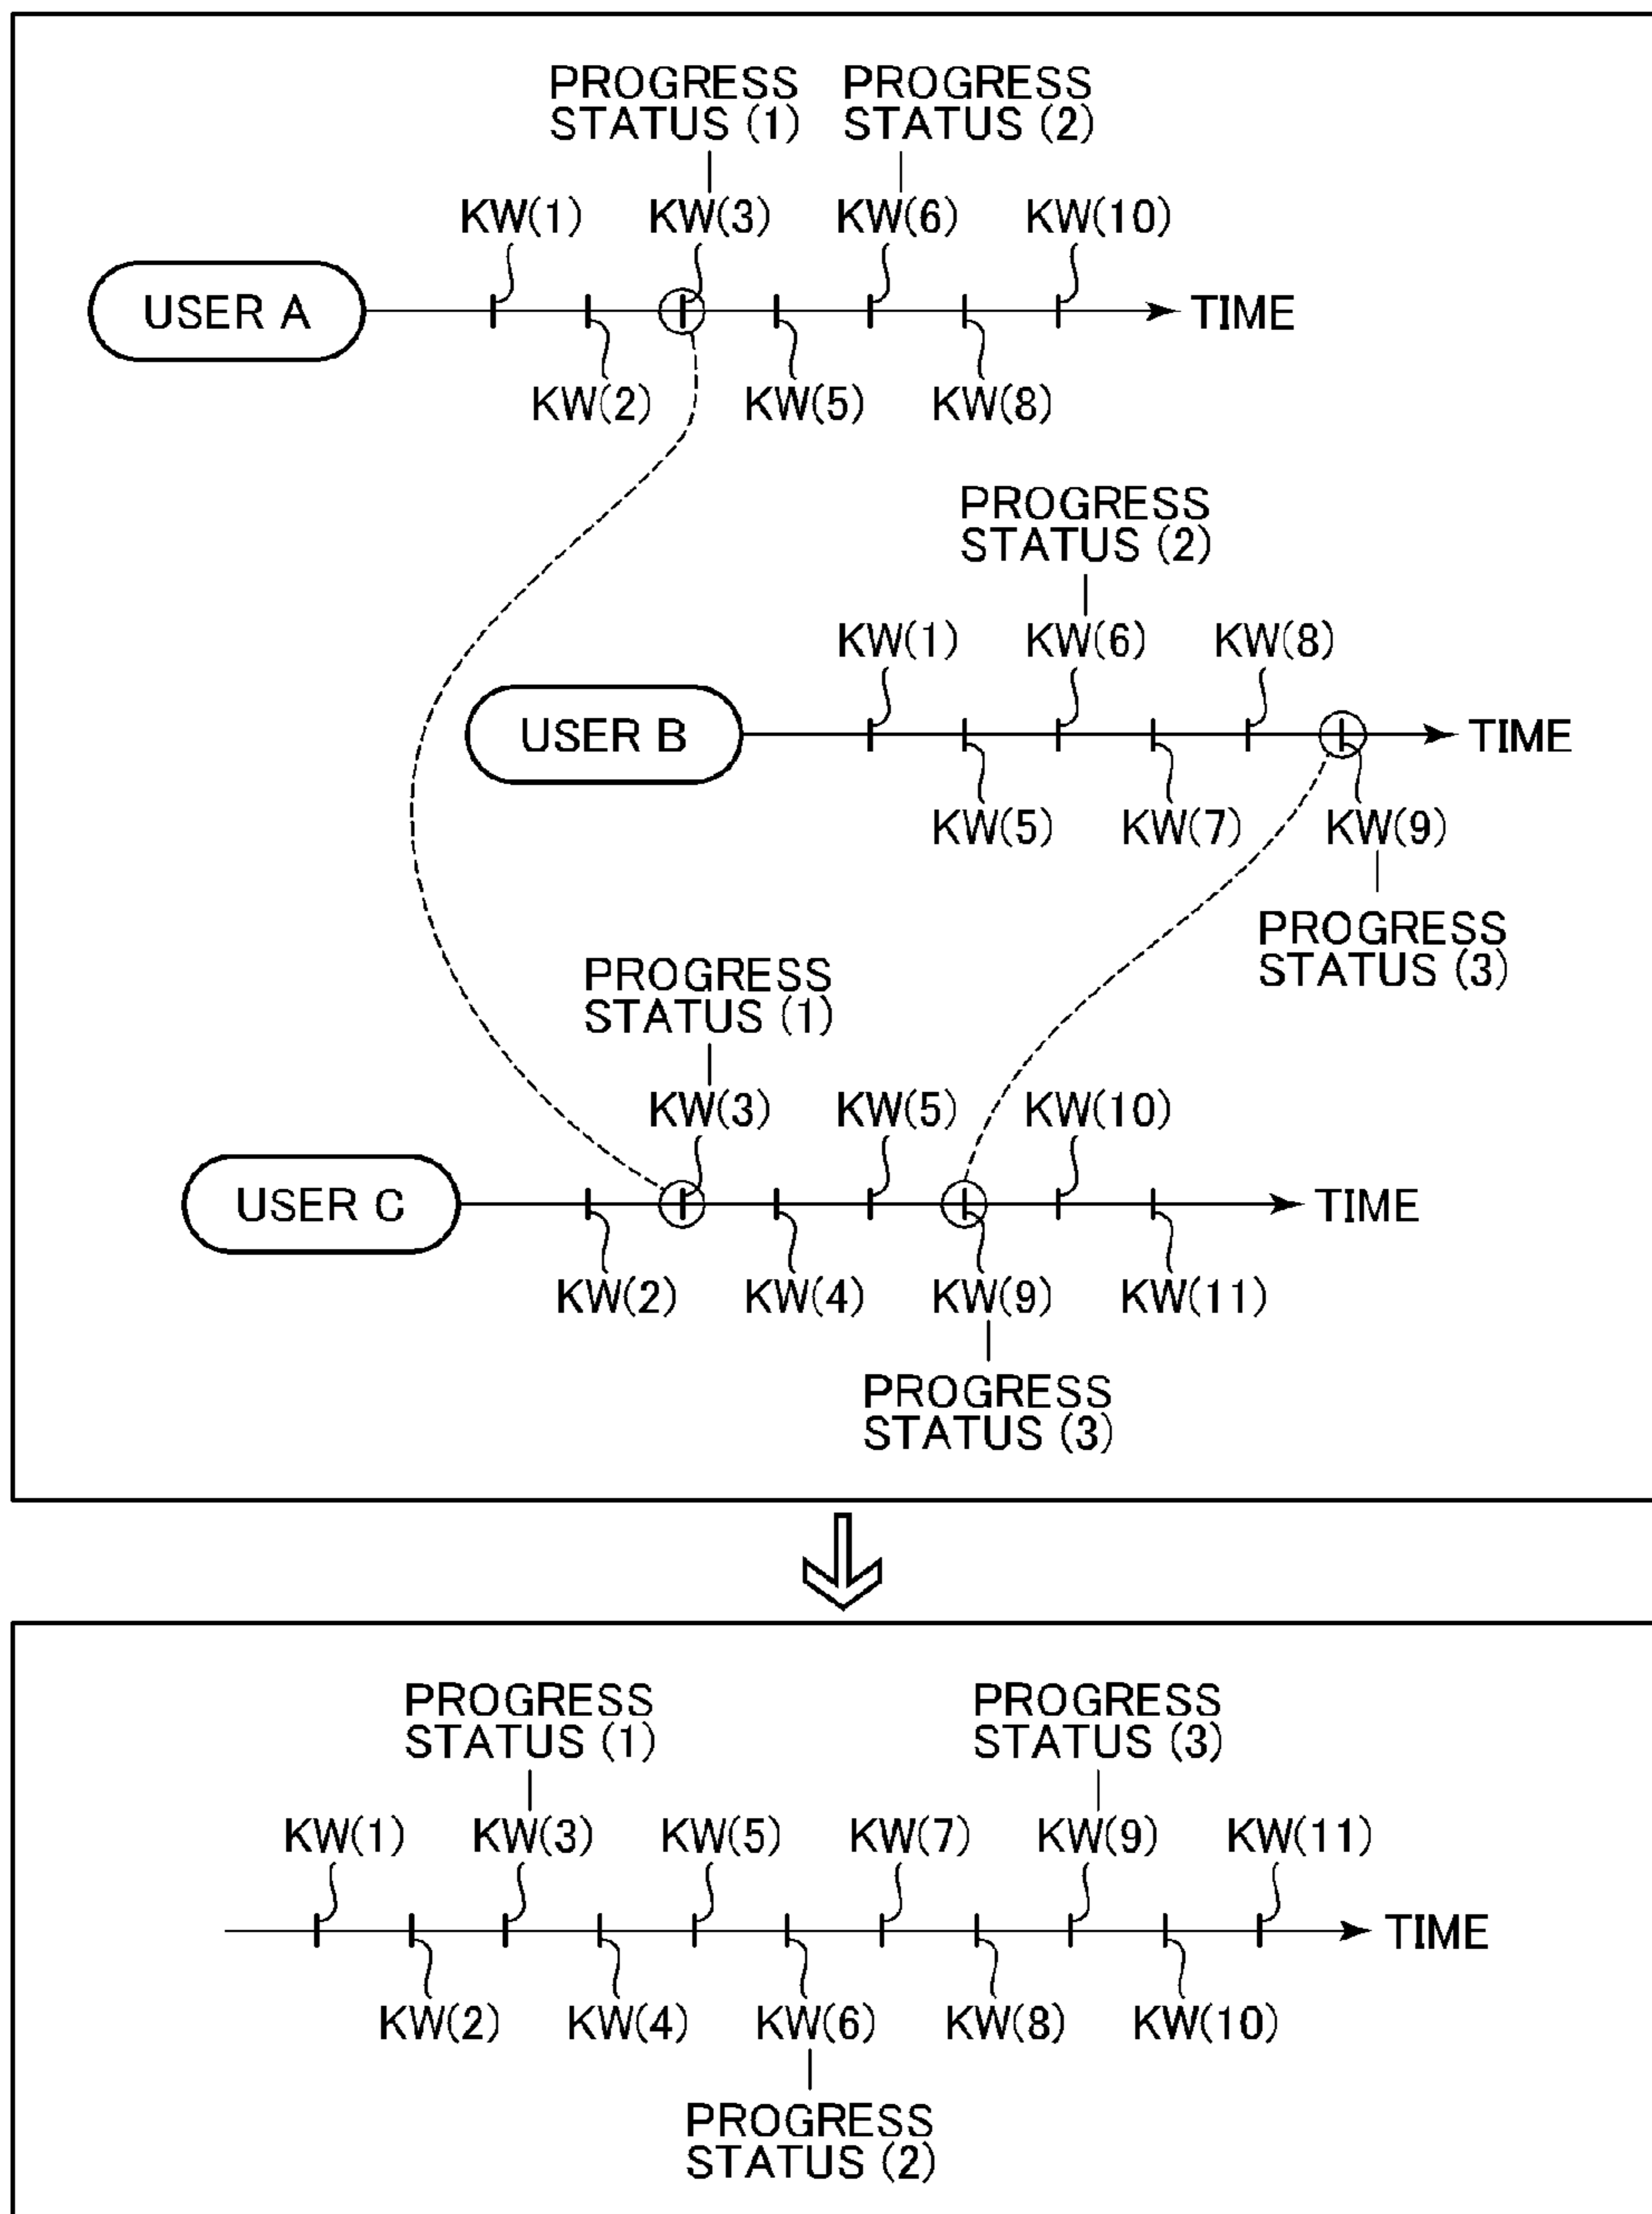 PROGRESS STATUS (1)
PROGRESS STATUS (2)
KW(1) KW(3) KW(6) KW(10)
USER A TIME
KW(2) KW(5) KW(8)
PROGRESS
STATUS (2)
KW(1) KW(6) KW(8)
USER B TIME
KW(5) KW(7) KW(9)
PROGRESS
STATUS (3)
PROGRESS
STATUS (1)
KW(3) KW(5) KW(10)
USER C TIME
KW(2) KW(4) KW(9) KW(11)
PROGRESS
STATUS (3)
PROGRESS STATUS (1)
PROGRESS STATUS (3)
KW(1) KW(3) KW(5) KW(7) KW(9) KW(11)
TIME
KW(2) KW(4) KW(6) KW(8) KW(10)
PROGRESS
STATUS (2)